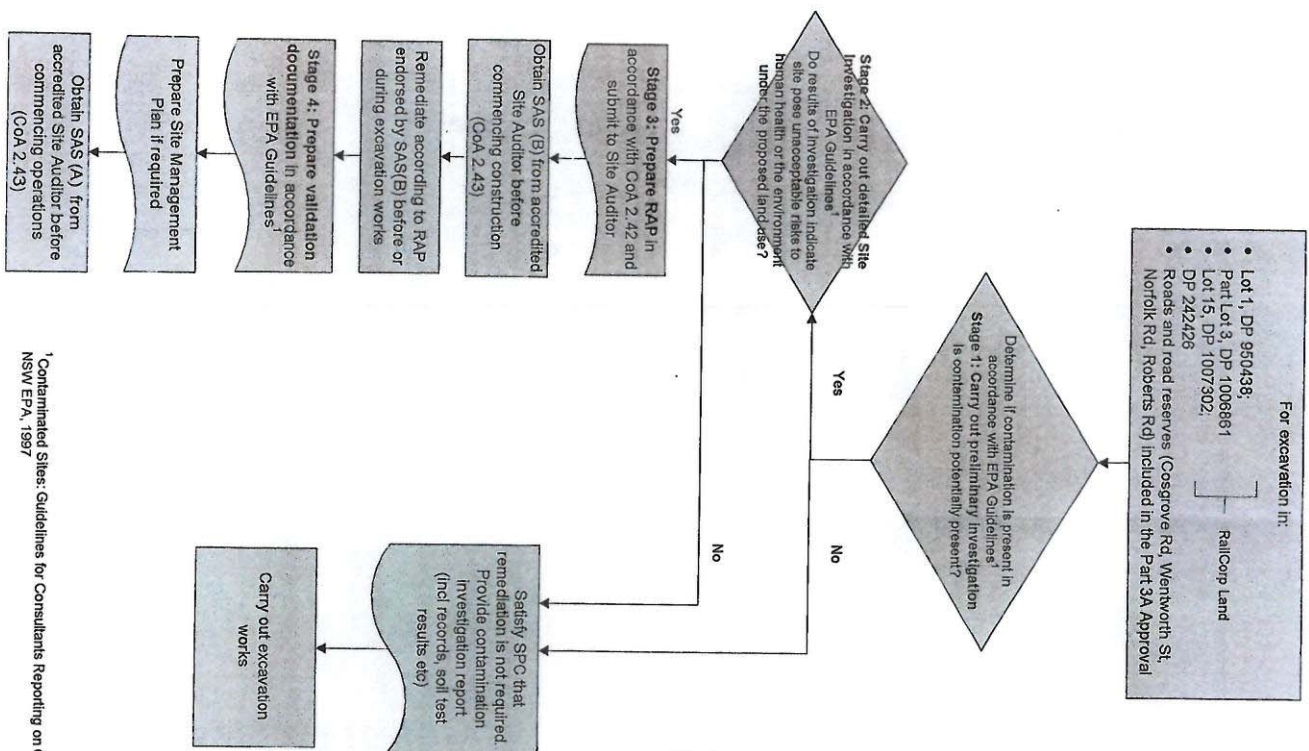 For excavation in:
• Lot 1, DP 950438;
• Part Lot 3, DP 1006861
• Lot 15, DP 1007302;
• DP 242426
RailCorp Land
• Roads and road reserves (Cosgrove Rd, Wentworth St,
Norfolk Rd, Roberts Rd) included in the Part 3A Approval
Determine if contamination is present in
accordance with EPA Guidelines¹
Stage 1: Carry out preliminary investigation
Is contamination potentially present?
Yes
No
Stage 2: Carry out detailed Site
Investigation in accordance with
EPA Guidelines¹
Do results of investigation indicate
site pose unacceptable risks to
human health or the environment
under the proposed land use?
Yes
No
Stage 3: Prepare RAP in
accordance with CoA 2.42 and
submit to Site Auditor
Obtain SAS (B) from accredited
Site Auditor before
commencing construction
(CoA 2.43)
Remediate according to RAP
endorsed by SAS(B) before or
during excavation works
Stage 4: Prepare validation
documentation in accordance
with EPA Guidelines¹
Prepare Site Management
Plan if required
Obtain SAS (A) from
accredited Site Auditor before
commencing operations
(CoA 2.43)
Satisfy SPC that
remediation is not required.
Provide contamination
investigation report
(incl records, soil test
results etc)
Carry out excavation
works
¹Contaminated Sites: Guidelines for Consultants Reporting on
NSW EPA, 1997